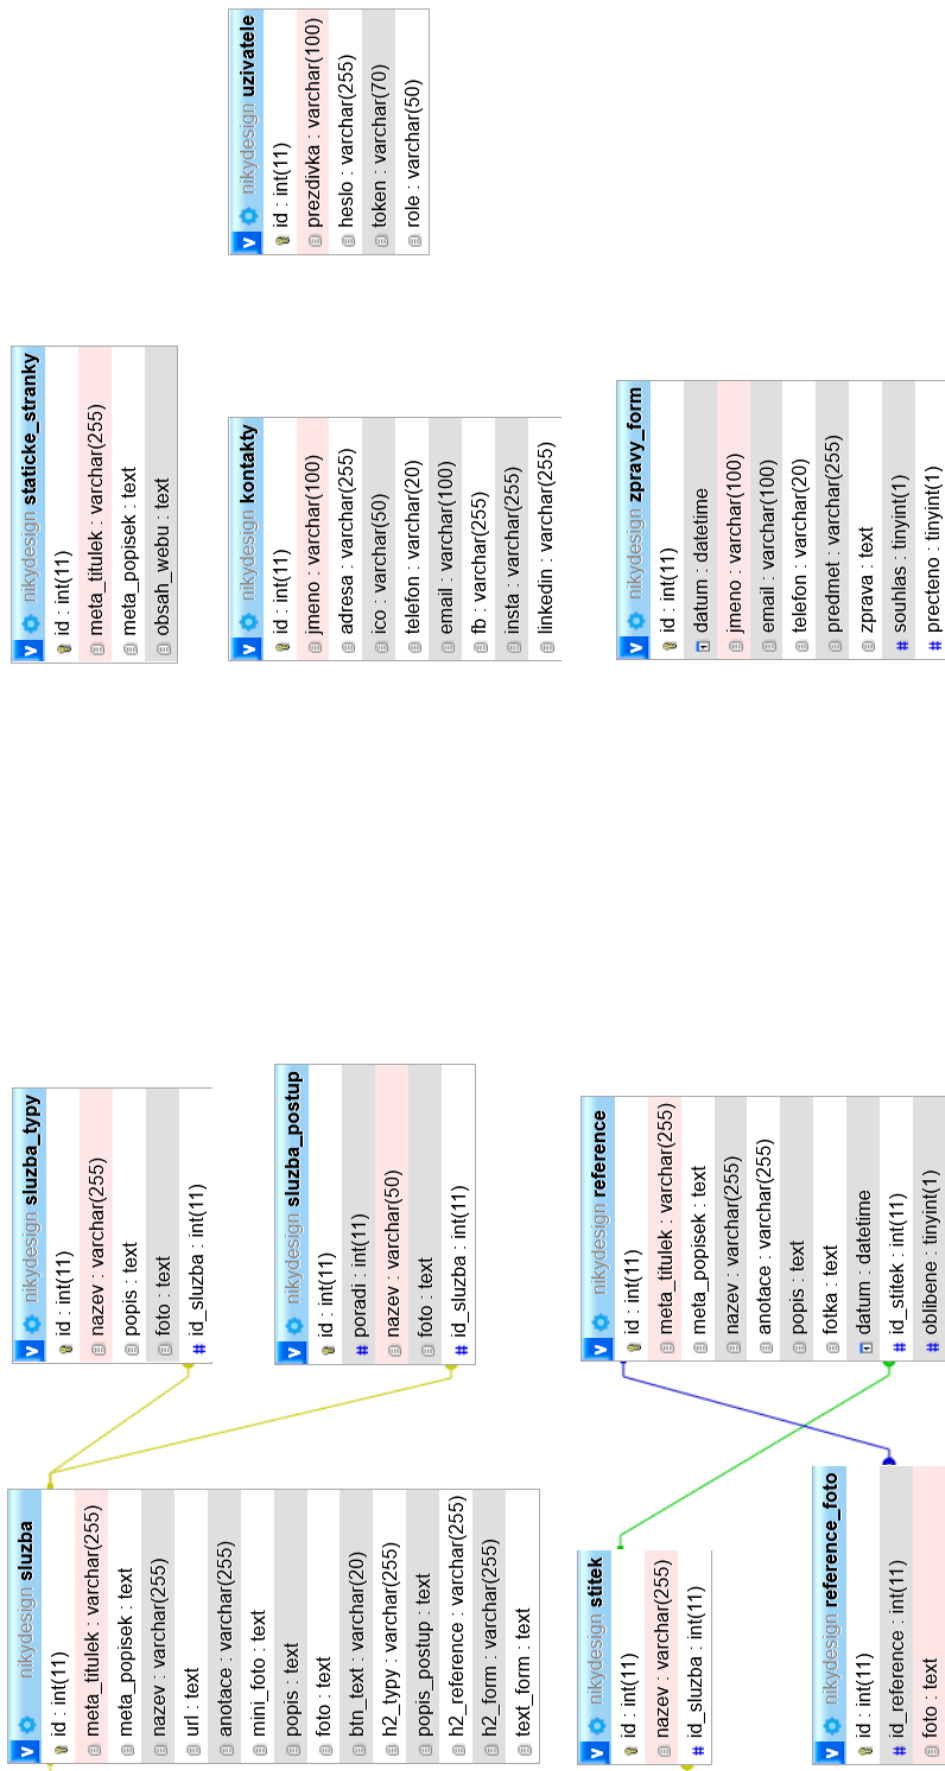 nikydesign sluzba
id : int(11)
meta_titulek : varchar(255)
meta_popisek : text
nazev : varchar(255)
url : text
anotace : varchar(255)
mini_foto : text
popis : text
foto : text
btn_text : varchar(20)
h2_typy : varchar(255)
popis_postup : text
h2_reference : varchar(255)
h2_form : varchar(255)
text_form : text
nikydesign stitek
id : int(11)
nazev : varchar(255)
# id_sluzba : int(11)
nikydesign reference_foto
id : int(11)
# id_reference : int(11)
foto : text
nikydesign sluzba_typy
id : int(11)
nazev : varchar(255)
popis : text
foto : text
# id_sluzba : int(11)
nikydesign sluzba_postup
id : int(11)
# poradi : int(11)
nazev : varchar(50)
foto : text
# id_sluzba : int(11)
nikydesign reference
id : int(11)
meta_titulek : varchar(255)
meta_popisek : text
nazev : varchar(255)
anotace : varchar(255)
popis : text
fotka : text
datum : datetime
# id_stitek : int(11)
# oblibene : tinyint(1)
nikydesign staticke_stranky
id : int(11)
meta_titulek : varchar(255)
meta_popisek : text
obsah_webu : text
nikydesign kontakty
id : int(11)
jmeno : varchar(100)
adresa : varchar(255)
ico : varchar(50)
telefon : varchar(20)
email : varchar(100)
fb : varchar(255)
insta : varchar(255)
linkedin : varchar(255)
nikydesign zpravy_form
id : int(11)
datum : datetime
jmeno : varchar(100)
email : varchar(100)
telefon : varchar(20)
predmet : varchar(255)
zprava : text
# souhlas : tinyint(1)
# precteno : tinyint(1)
nikydesign uzivatele
id : int(11)
prezdivka : varchar(100)
heslo : varchar(255)
token : varchar(70)
role : varchar(50)